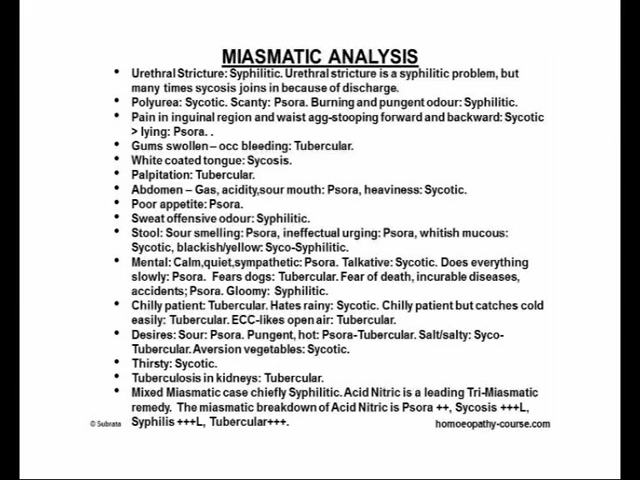 MIASMATIC ANALYSIS
• Urethral Stricture: Syphilitic. Urethral stricture is a syphilitic problem, but
many times sycosis joins in because of discharge.
• Polyurea: Sycotic. Scanty: Psora. Burning and pungent odour: Syphilitic.
• Pain in inguinal region and waist agg-stooping forward and backward: Sycotic
> lying: Psora. .
• Gums swollen – occ bleeding: Tubercular.
• White coated tongue: Sycosis.
• Palpitation: Tubercular.
• Abdomen – Gas, acidity,sour mouth: Psora, heaviness: Sycotic.
• Poor appetite: Psora.
• Sweat offensive odour: Syphilitic.
• Stool: Sour smelling: Psora, ineffectual urging: Psora, whitish mucous:
Sycotic, blackish/yellow: Syco-Syphilitic.
• Mental: Calm,quiet,sympathetic: Psora. Talkative: Sycotic. Does everything
slowly: Psora. Fears dogs: Tubercular. Fear of death, incurable diseases,
accidents; Psora. Gloomy: Syphilitic.
• Chilly patient: Tubercular. Hates rainy: Sycotic. Chilly patient but catches cold
easily: Tubercular. ECC-likes open air: Tubercular.
• Desires: Sour: Psora. Pungent, hot: Psora-Tubercular. Salt/salty: Syco-
Tubercular. Aversion vegetables: Sycotic.
• Thirsty: Sycotic.
• Tuberculosis in kidneys: Tubercular.
• Mixed Miasmatic case chiefly Syphilitic. Acid Nitric is a leading Tri-Miasmatic
remedy. The miasmatic breakdown of Acid Nitric is Psora ++, Sycosis +++L,
Syphilis +++L, Tubercular+++.
© Subrata
homoeopathy-course.com